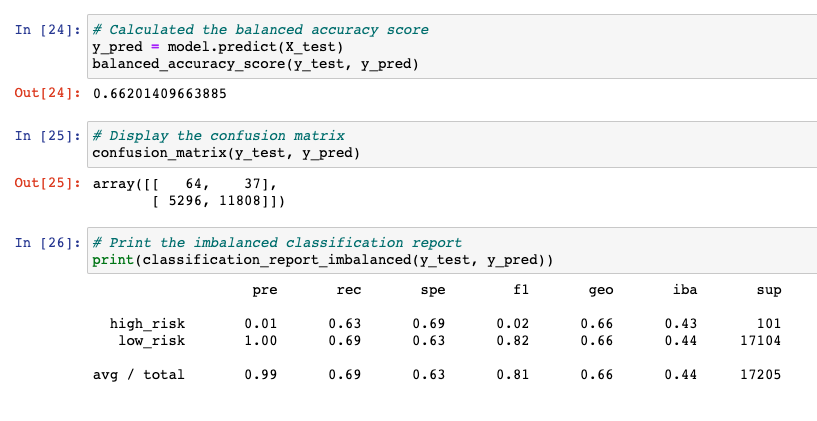 In [24]: # Calculated the balanced accuracy score
y_pred = model.predict(X_test)
balanced_accuracy_score(y_test, y_pred)
Out[24]: 0.66201409663885
In [25]: # Display the confusion matrix
confusion_matrix(y_test, y_pred)
Out[25]: array([[   64,    37],
       [ 5296, 11808]])
In [26]: # Print the imbalanced classification report
print(classification_report_imbalanced(y_test, y_pred))
pre rec spe f1 geo iba sup
high_risk 0.01 0.63 0.69 0.02 0.66 0.43 101
low_risk 1.00 0.69 0.63 0.82 0.66 0.44 17104
avg / total 0.99 0.69 0.63 0.81 0.66 0.44 17205